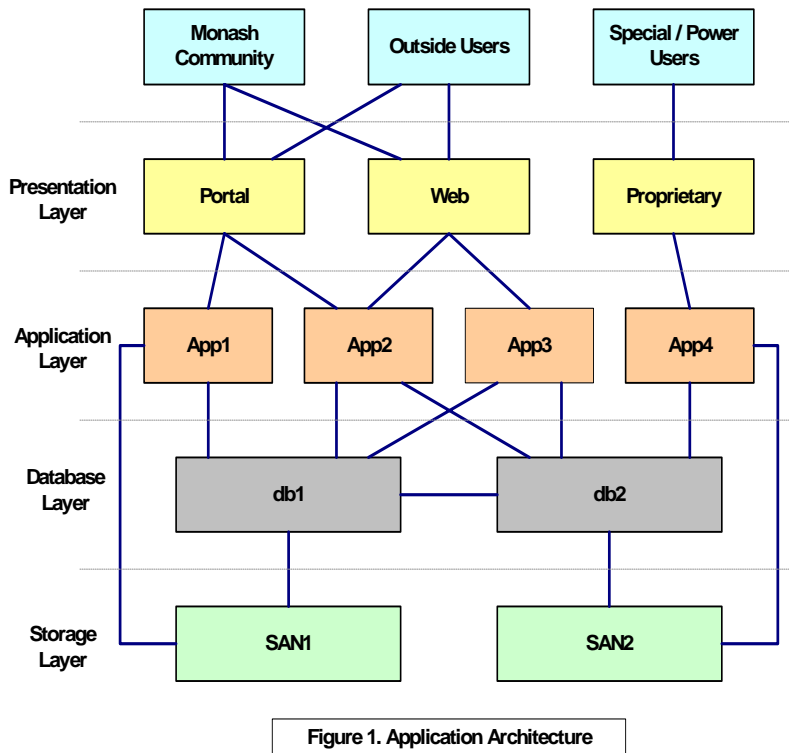 Monash
Community
Outside Users
Special / Power
Users
Presentation
Layer
Portal
Web
Proprietary
Application
Layer
App1
App2
App3
App4
Database
Layer
db1
db2
Storage
Layer
SAN1
SAN2
Figure 1. Application Architecture